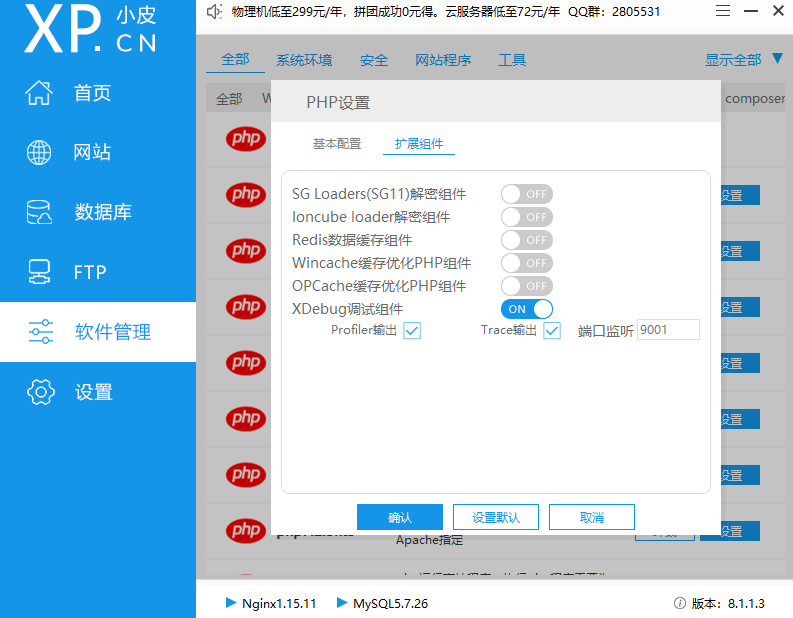 XP.CN 小皮
物理机低至299元/年，拼团成功0元得。云服务器低至72元/年 QQ群：2805531
首页
网站
数据库
FTP
软件管理
设置
全部 系统环境 安全 网站程序 工具 显示全部
全部 composer
PHP设置
基本配置 扩展组件
SG Loaders(SG11)解密组件 OFF
Ioncube loader解密组件 OFF
Redis数据缓存组件 OFF
Wincache缓存优化PHP组件 OFF
OPCache缓存优化PHP组件 OFF
XDebug调试组件 ON
Profiler输出 Trace输出 端口监听 9001
确认 设置默认 取消
php 设置
php 设置
php 设置
php 设置
php 设置
php 设置
php 设置
php
Apache指定
Nginx1.15.11 MySQL5.7.26 版本：8.1.1.3